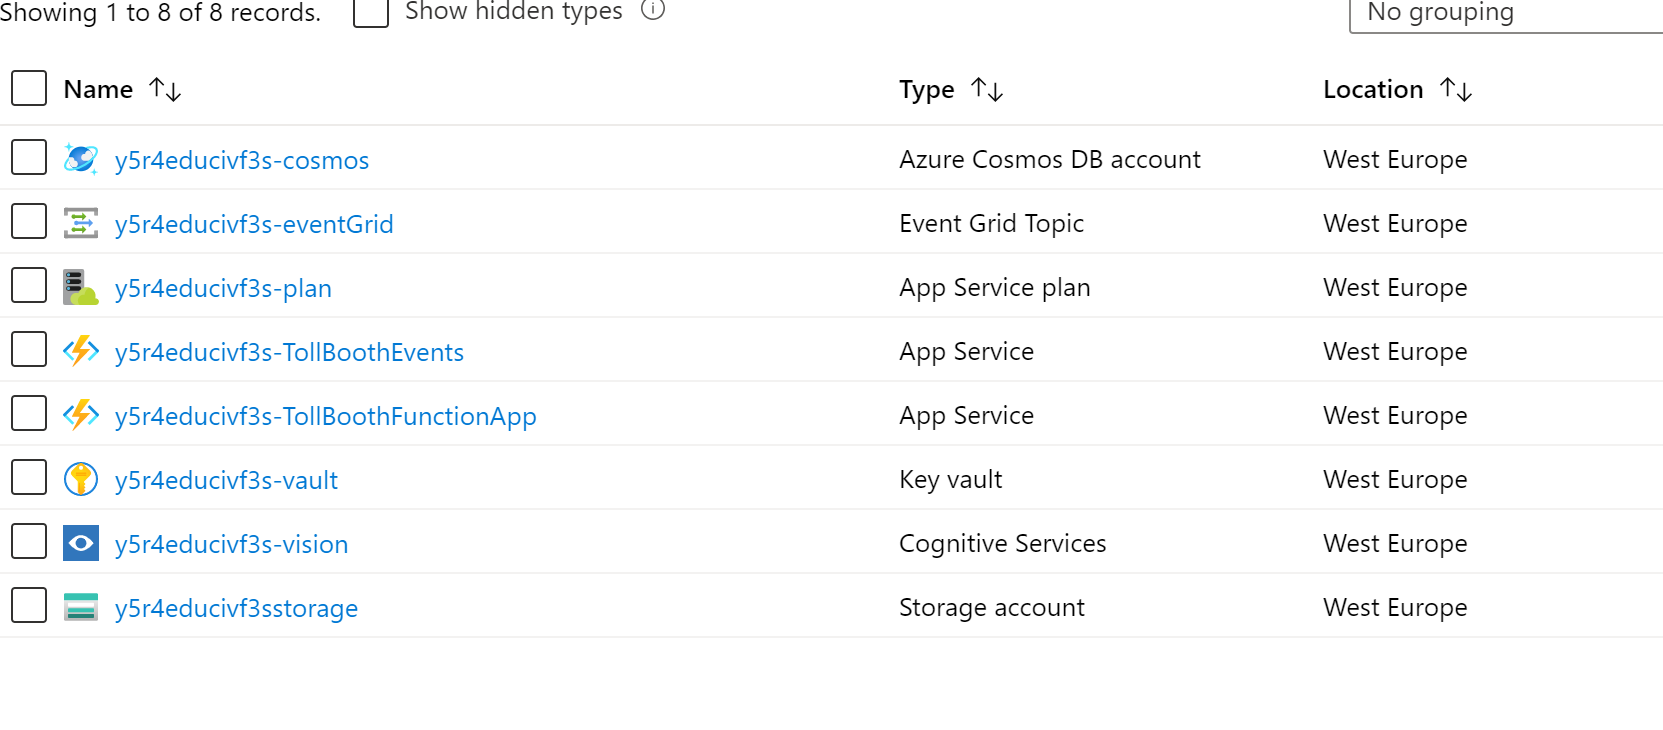 Showing 1 to 8 of 8 records. Show hidden types No grouping
Name Type Location
y5r4educivf3s-cosmos Azure Cosmos DB account West Europe
y5r4educivf3s-eventGrid Event Grid Topic West Europe
y5r4educivf3s-plan App Service plan West Europe
y5r4educivf3s-TollBoothEvents App Service West Europe
y5r4educivf3s-TollBoothFunctionApp App Service West Europe
y5r4educivf3s-vault Key vault West Europe
y5r4educivf3s-vision Cognitive Services West Europe
y5r4educivf3sstorage Storage account West Europe